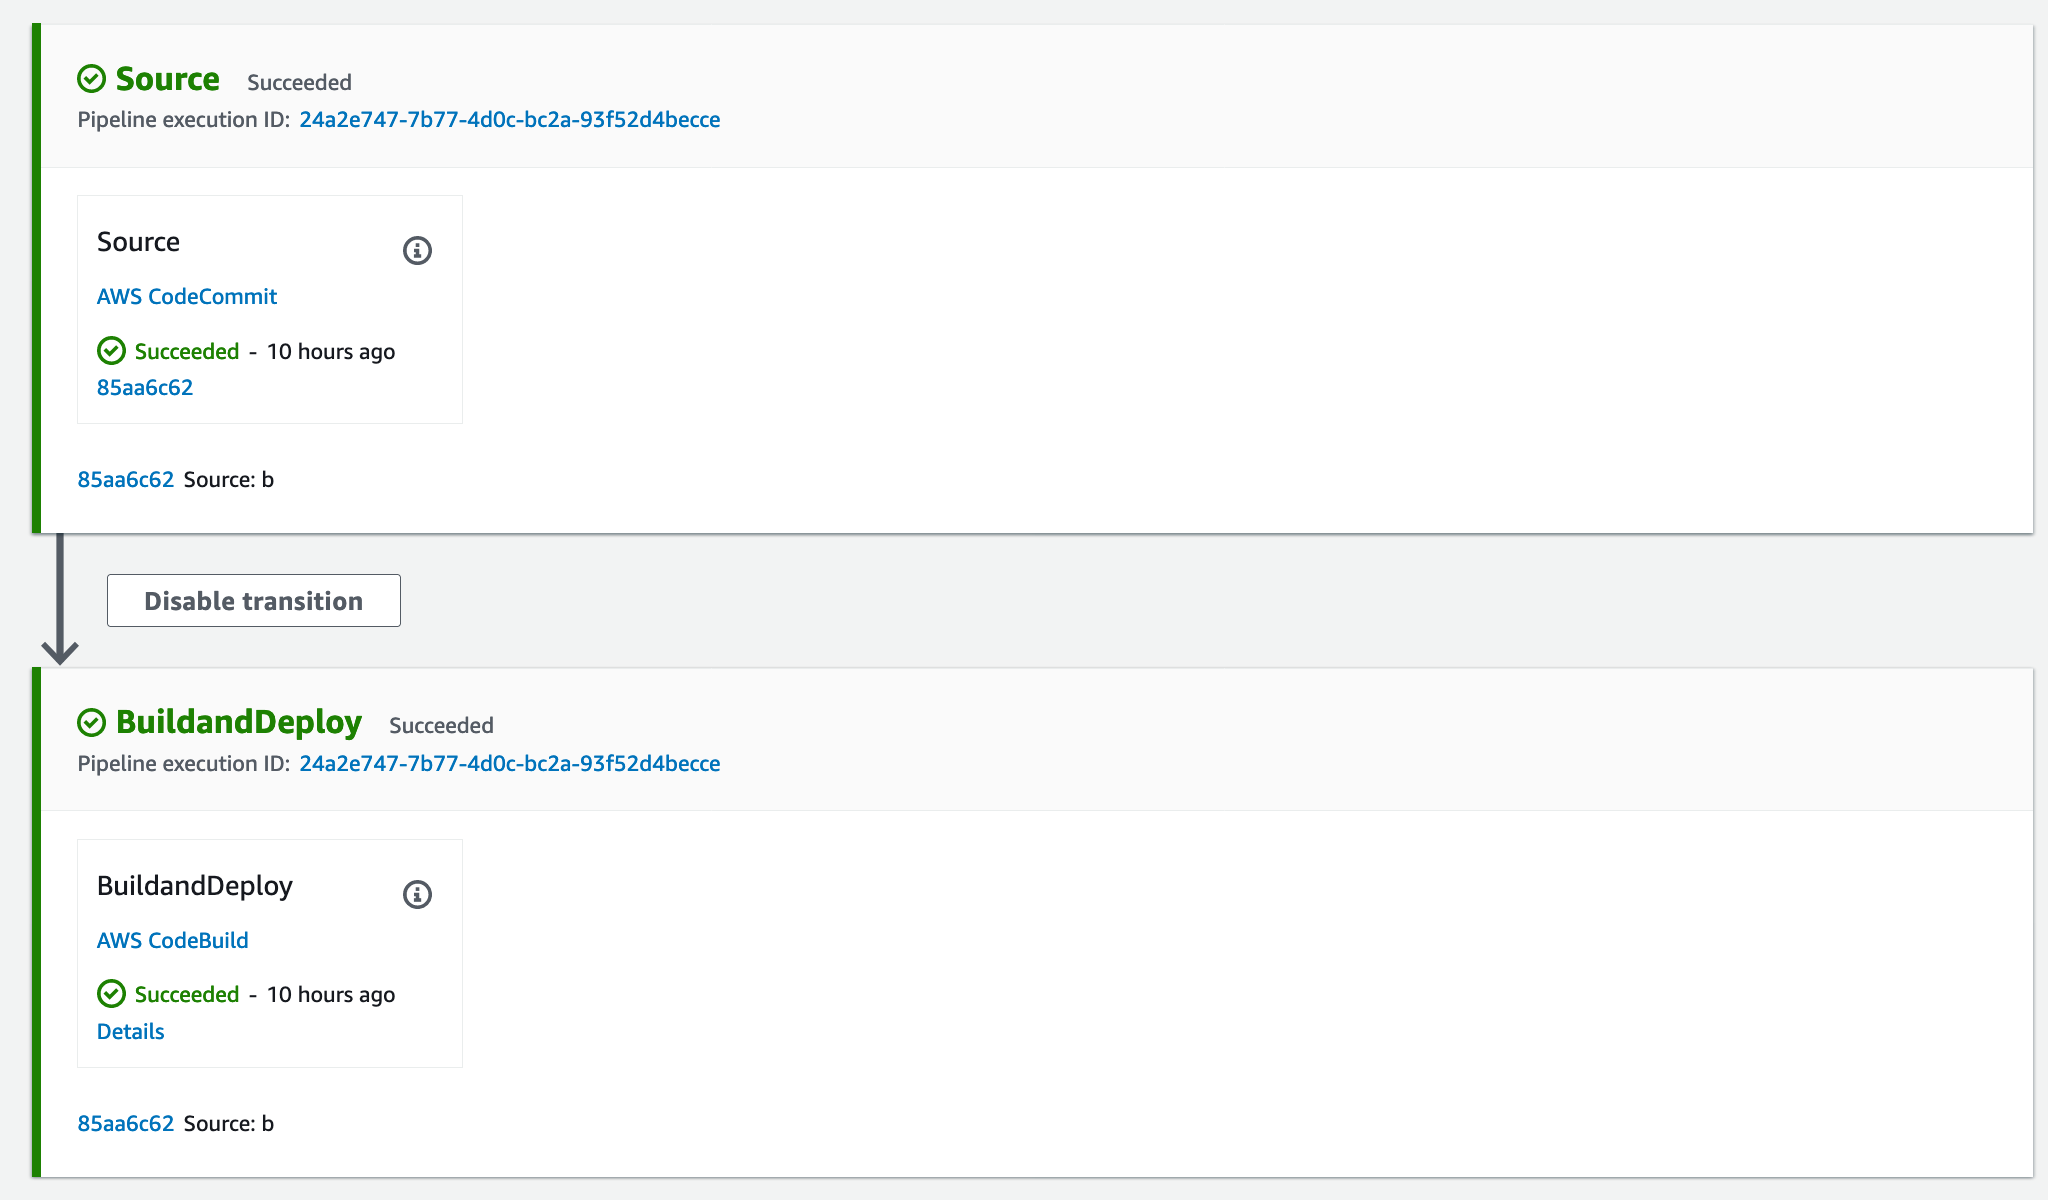 Source Succeeded
Pipeline execution ID: 24a2e747-7b77-4d0c-bc2a-93f52d4becce
Source
AWS CodeCommit
Succeeded - 10 hours ago
85aa6c62
85aa6c62 Source: b
Disable transition
BuildandDeploy Succeeded
Pipeline execution ID: 24a2e747-7b77-4d0c-bc2a-93f52d4becce
BuildandDeploy
AWS CodeBuild
Succeeded - 10 hours ago
Details
85aa6c62 Source: b